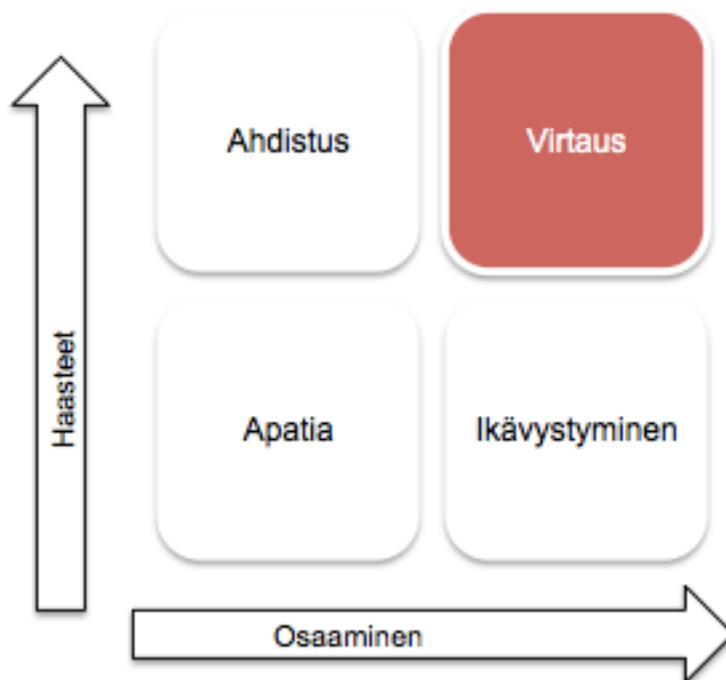 Ahdistus
Virtaus
Haasteet
Apatia
Ikävystyminen
Osaaminen